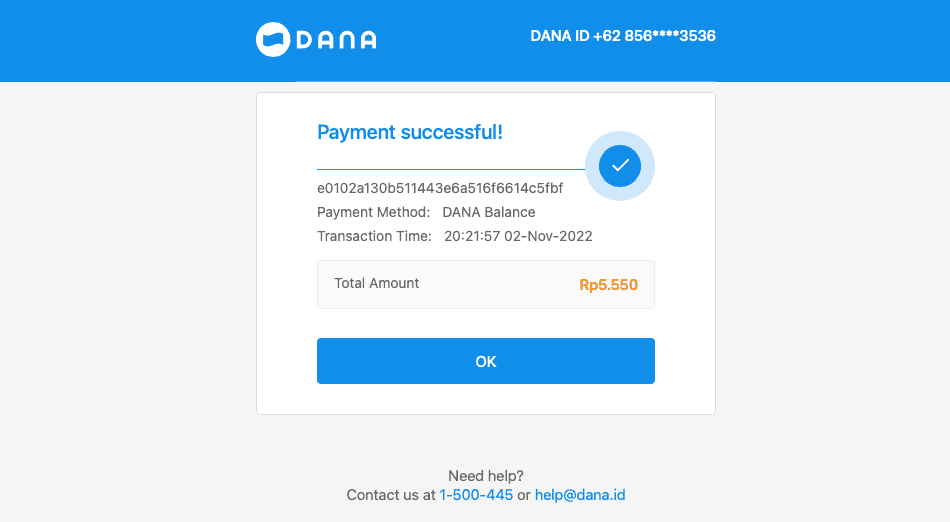 DANA
DANA ID +62 856****3536
Payment successful!
e0102a130b511443e6a516f6614c5fbf
Payment Method: DANA Balance
Transaction Time: 20:21:57 02-Nov-2022
Total Amount Rp5.550
OK
Need help?
Contact us at 1-500-445 or help@dana.id